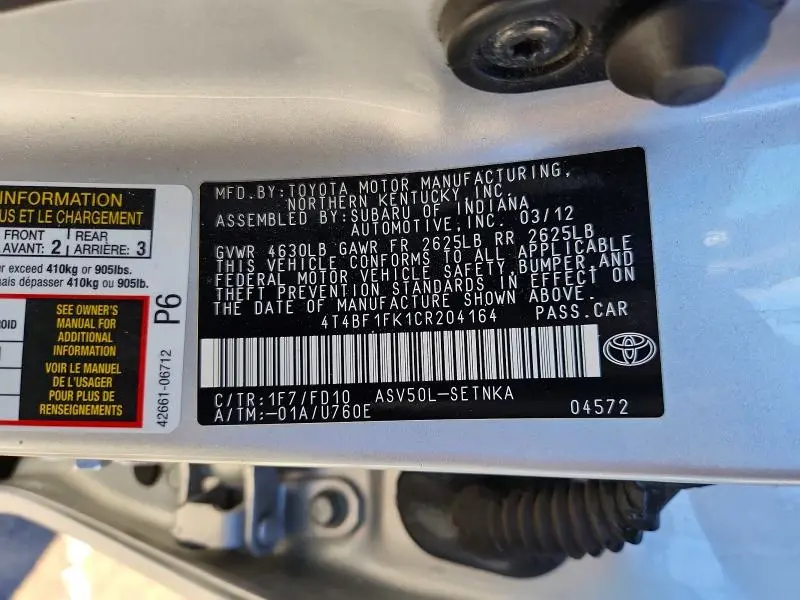 INFORMATION
US ET LE CHARGEMENT
FRONT
AVANT: 2
REAR
ARRIÈRE: 3
er exceed 410kg or 905lbs.
mais dépasser 410kg ou 905lb.
SEE OWNER'S
MANUAL FOR
ADDITIONAL
INFORMATION
VOIR LE MANUEL
DE L'USAGER
POUR PLUS DE
RENSEIGNEMENTS
P6
42661-06712
MFD.BY:TOYOTA MOTOR MANUFACTURING,
NORTHERN KENTUCKY INC.
ASSEMBLED BY:SUBARU OF INDIANA
AUTOMOTIVE,INC. 03/12
GVWR 4630LB GAWR FR 2625LB RR 2625LB
THIS VEHICLE CONFORMS TO ALL APPLICABLE
FEDERAL MOTOR VEHICLE SAFETY,BUMPER,AND
THEFT PREVENTION STANDARDS IN EFFECT ON
THE DATE OF MANUFACTURE SHOWN ABOVE.
4T4BF1FK1CR204164 PASS.CAR
C/TR:1F7/FD10 ASV50L-SETNKA
A/TM:-01A/U760E 04572